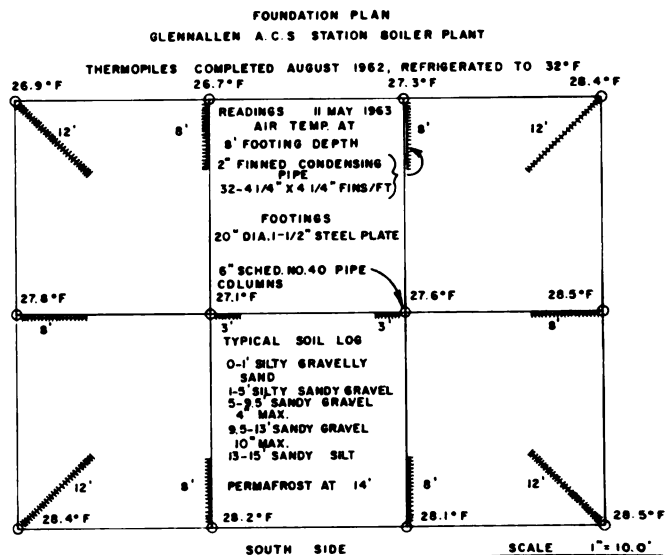 FOUNDATION PLAN
GLENNALLEN A.C.S STATION BOILER PLANT
THERMOPILES COMPLETED AUGUST 1962, REFRIGERATED TO 32°F
26.9°F
26.7°F
27.3°F
28.4°F
12'
8'
READINGS 11 MAY 1963
AIR TEMP. AT
8' FOOTING DEPTH
2" FINNED CONDENSING
PIPE
32-4 1/4" X 4 1/4" FINS/FT
8'
12'
FOOTINGS
20" DIA. 1-1/2" STEEL PLATE
6" SCHED. NO. 40 PIPE
COLUMNS
27.8°F
27.1°F
27.6°F
28.5°F
8'
3'
3'
8'
TYPICAL SOIL LOG
0-1' SILTY GRAVELLY
SAND
1-5' SILTY SANDY GRAVEL
5-9.5' SANDY GRAVEL
4" MAX.
9.5-13' SANDY GRAVEL
10" MAX.
13-15' SANDY SILT
PERMAFROST AT 14'
12'
8'
8'
12'
28.4°F
28.2°F
28.1°F
28.5°F
SOUTH SIDE
SCALE 1"=10.0'